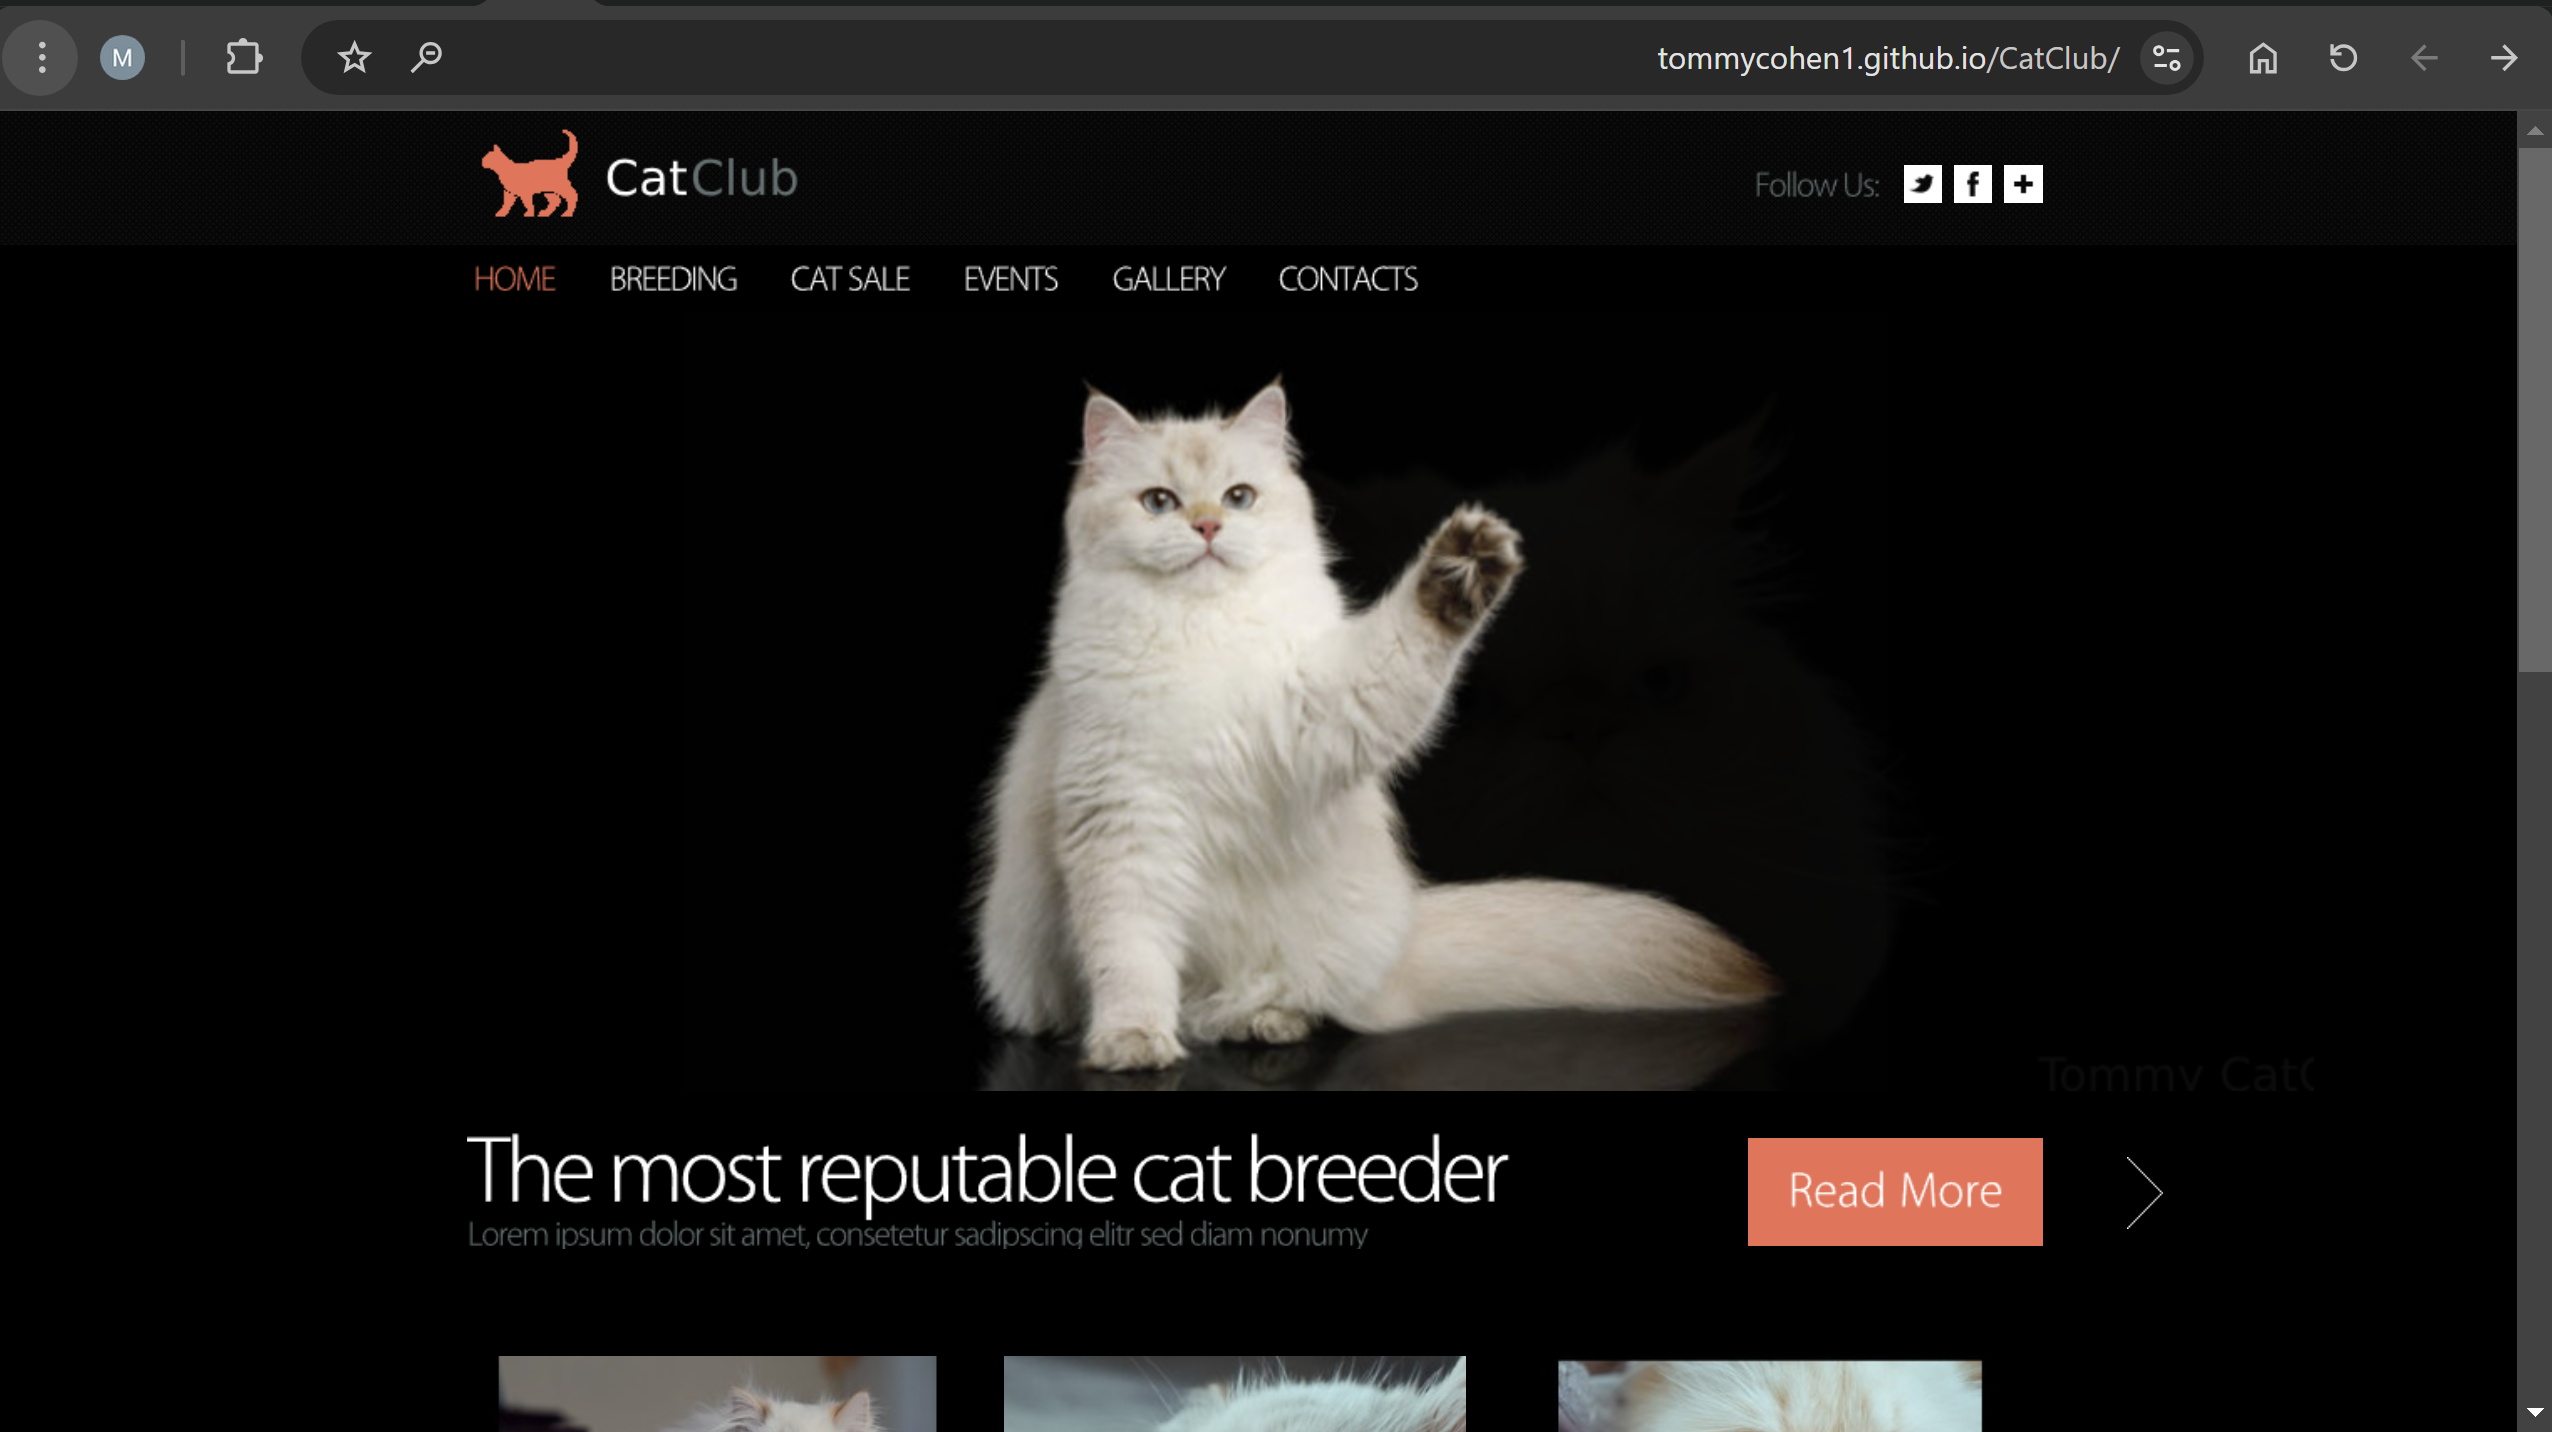 M
tommycohen1.github.io/CatClub/
CatClub
Follow Us:
HOME BREEDING CAT SALE EVENTS GALLERY CONTACTS
Tommy Cat
The most reputable cat breeder
Read More
Lorem ipsum dolor sit amet, consetetur sadipscing elitr sed diam nonumy